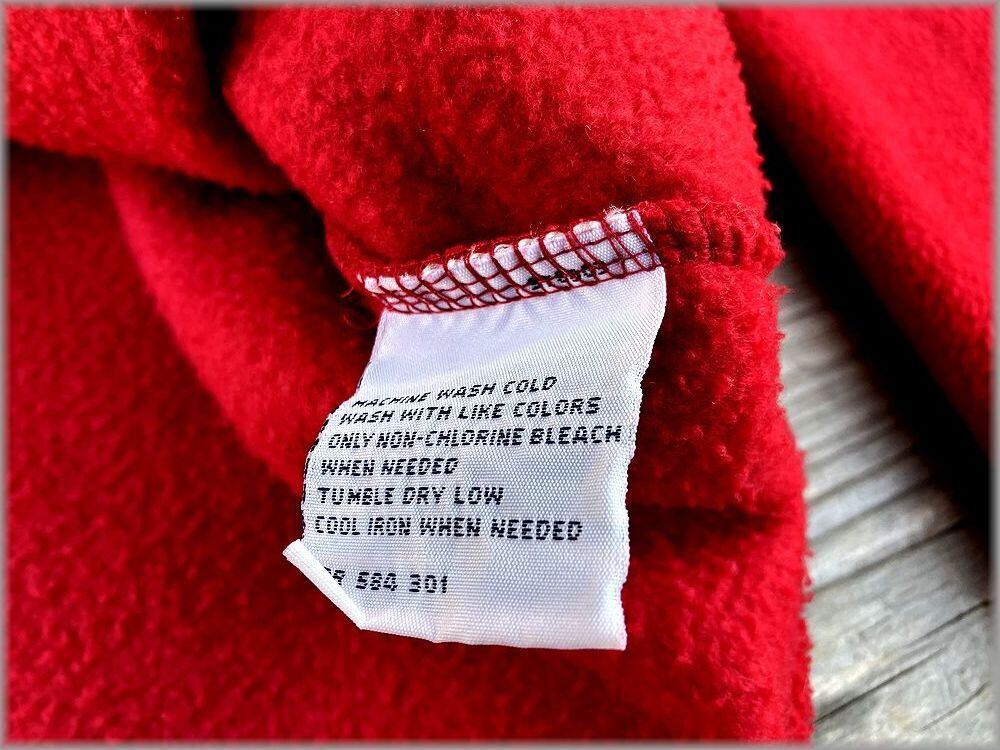 MACHINE WASH COLD
WASH WITH LIKE COLORS
ONLY NON-CHLORINE BLEACH
WHEN NEEDED
TUMBLE DRY LOW
COOL IRON WHEN NEEDED
584 301